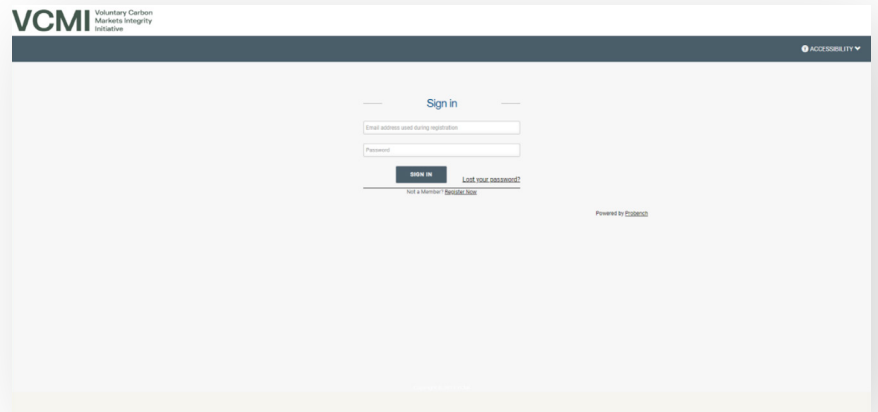 VCMI Voluntary Carbon
Markets Integrity
Initiative
ACCESSIBILITY
Sign in
Email address used during registration
Password
SIGN IN
Lost your password?
Not a Member? Register Now
Powered by Probench